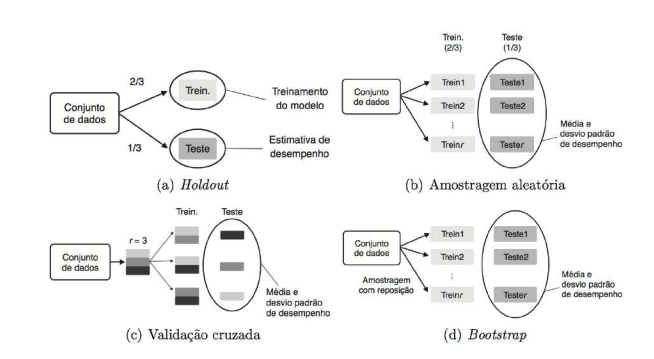 2/3
1/3
Conjunto
de dados
Trein.
Teste
Treinamento
do modelo
Estimativa de
desempenho
(a) Holdout
Trein.
(2/3)
Teste
(1/3)
Conjunto
de dados
Trein1
Teste1
Trein2
Teste2
⋮
Treinr
Tester
Média e
desvio padrão
de desempenho
(b) Amostragem aleatória
Trein.
Teste
r = 3
Conjunto
de dados
Média e
desvio padrão
de desempenho
(c) Validação cruzada
Conjunto
de dados
Amostragem
com reposição
Trein1
Teste1
Trein2
Teste2
⋮
Treinr
Tester
Média e
desvio padrão
de desempenho
(d) Bootstrap